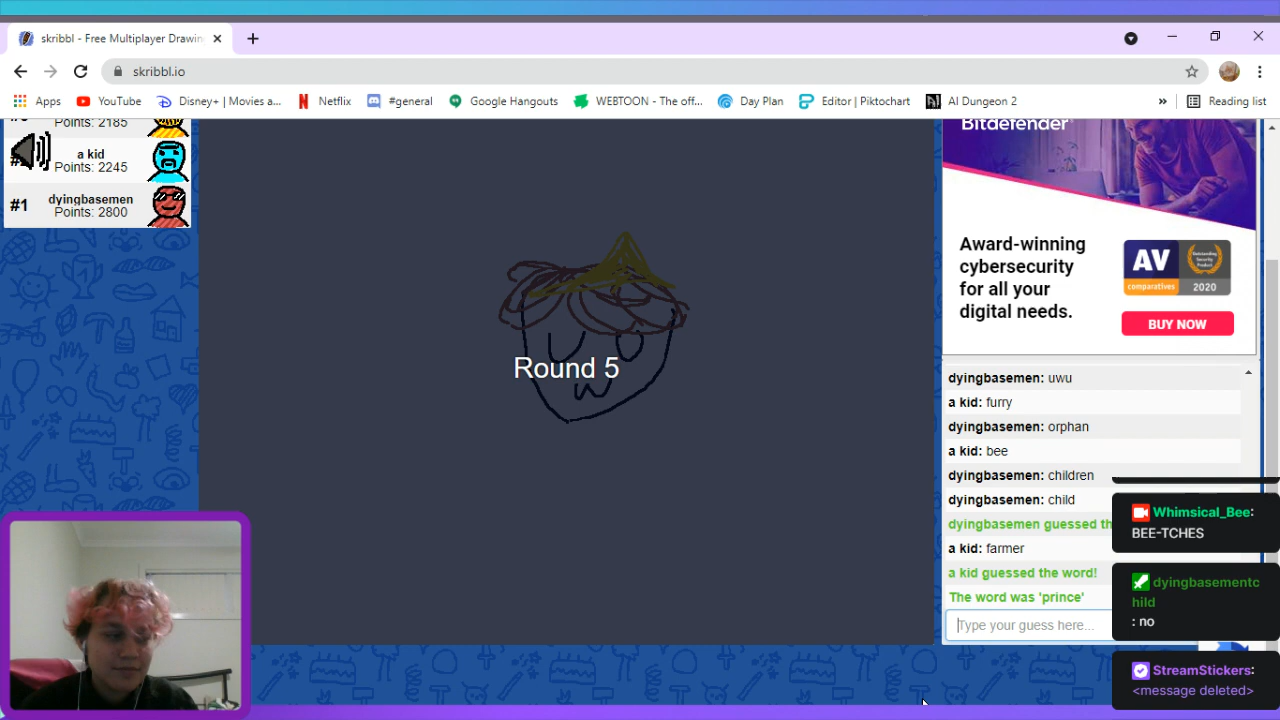 skribbl - Free Multiplayer Drawin
skribbl.io
Apps YouTube Disney+ | Movies a... Netflix #general Google Hangouts WEBTOON - The off... Day Plan Editor | Piktochart AI Dungeon 2 » Reading list
Points: 2185
a kid
Points: 2245
#1 dyingbasemen
Points: 2800
Round 5
Bitdefender
Award-winning
cybersecurity
for all your
digital needs.
AV
comparatives
Outstanding
Security
Product
2020
BUY NOW
dyingbasemen: uwu
a kid: furry
dyingbasemen: orphan
a kid: bee
dyingbasemen: children
dyingbasemen: child
dyingbasemen guessed th
a kid: farmer
a kid guessed the word!
The word was 'prince'
Type your guess here...
Whimsical_Bee:
BEE-TCHES
dyingbasementc
hild
: no
StreamStickers:
<message deleted>